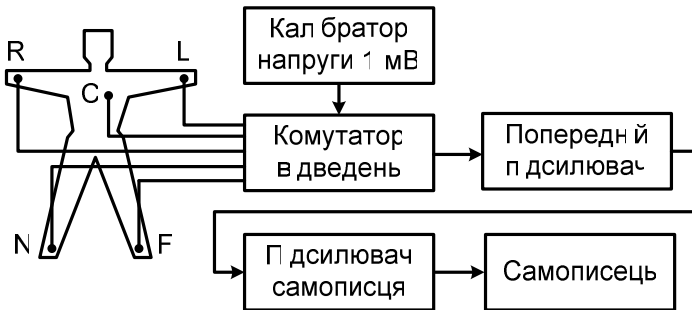 R
L
C
N
F
Кал братор
напруги 1 мВ
Комутатор
в дведень
Попередн й
п дсилювач
П дсилювач
самописця
Самописець